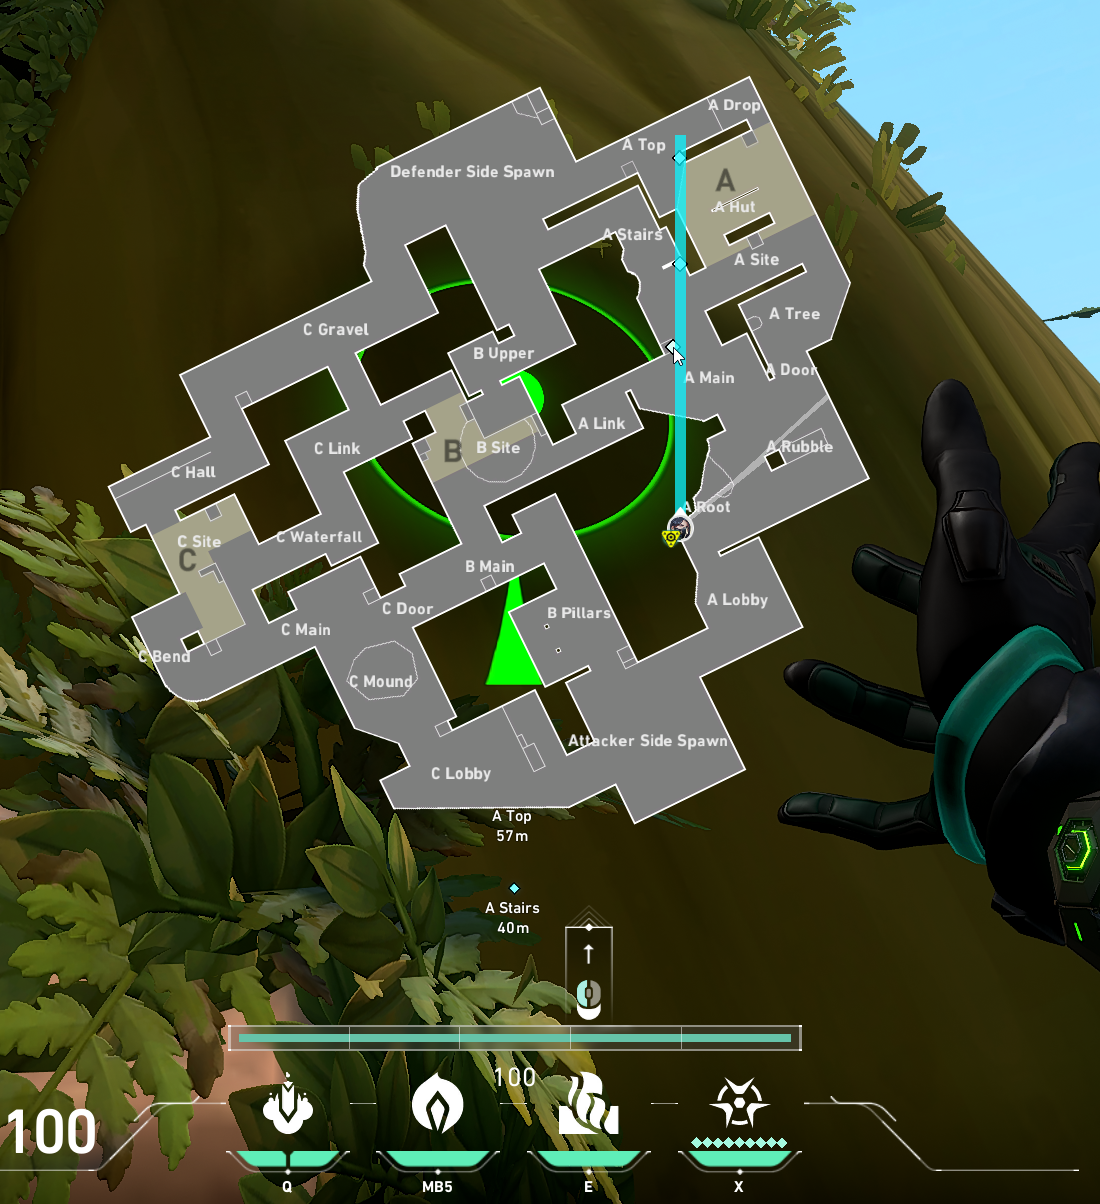 A Drop
A Top
Defender Side Spawn
A
A Hut
A Stairs
A Site
A Tree
C Gravel
B Upper
A Door
A Main
A Link
C Link
B
B Site
A Rubble
C Hall
A Root
C Site
C Waterfall
C
B Main
A Lobby
C Door
B Pillars
C Main
C Bend
C Mound
Attacker Side Spawn
C Lobby
A Top
57m
A Stairs
40m
100
100
Q
MB5
E
X